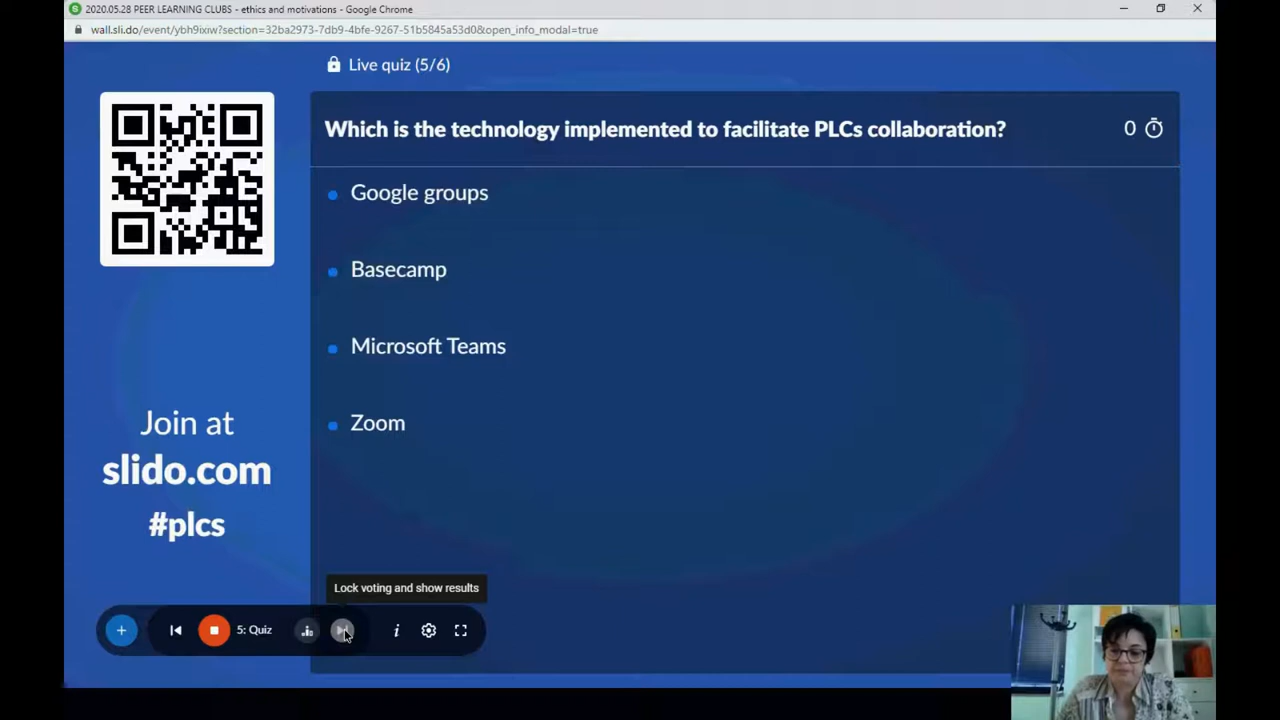 2020.05.28 PEER LEARNING CLUBS - ethics and motivations - Google Chrome
wall.sli.do/event/ybh9ixiw?section=32ba2973-7db9-4bfe-9267-51b5845a53d0&open_info_modal=true
Live quiz (5/6)
Which is the technology implemented to facilitate PLCs collaboration?
0
Google groups
Basecamp
Microsoft Teams
Zoom
Join at
slido.com
#plcs
Lock voting and show results
5: Quiz